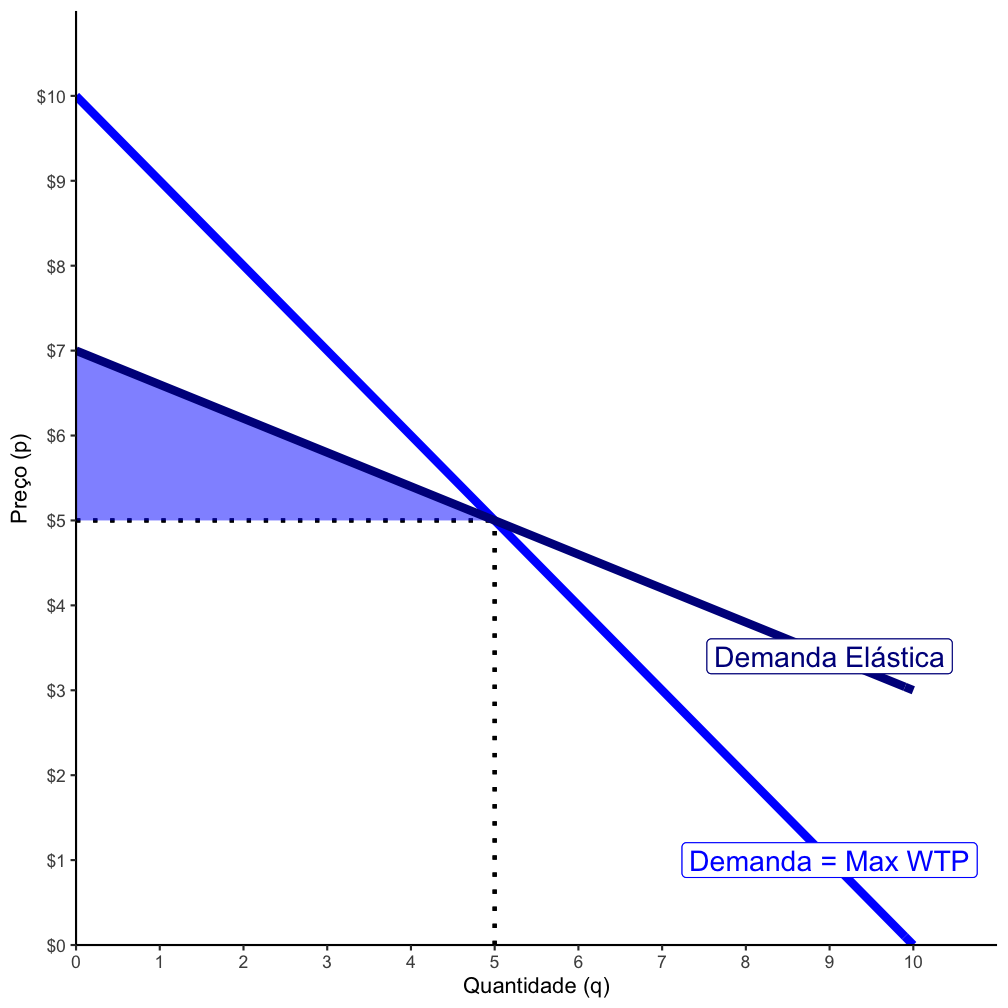 $10
$9
$8
$7
$6
$5
$4
$3
$2
$1
$0
Preço (p)
Demanda Elástica
Demanda = Max WTP
0 1 2 3 4 5 6 7 8 9 10
Quantidade (q)